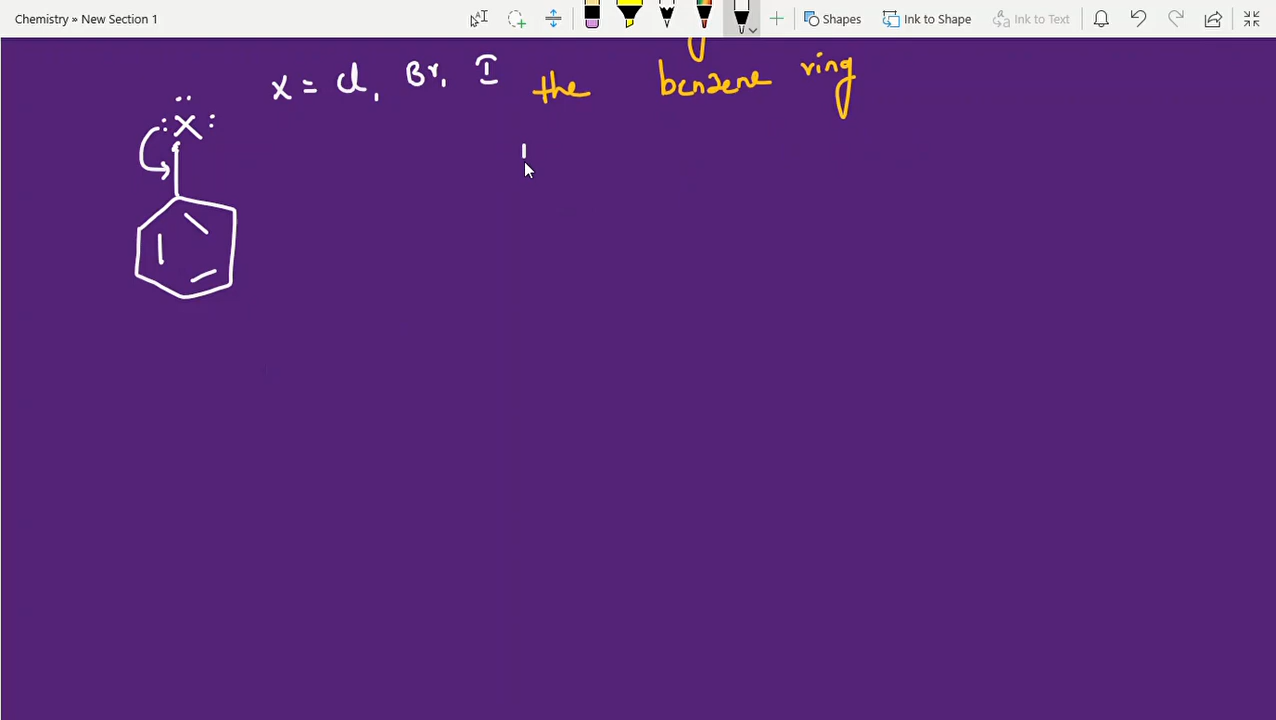 Chemistry » New Section 1
Shapes
Ink to Shape
Ink to Text
x = Cl, Br, I the benzene ring
:Ẍ: